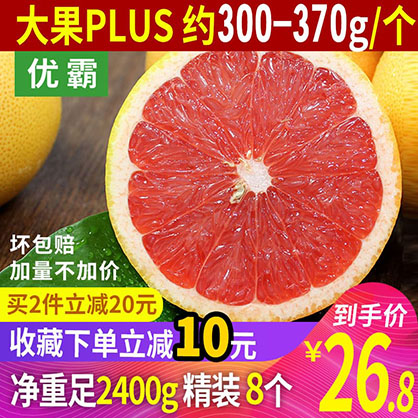 大果PLUS 约300-370g/个
优霸
坏包赔
加量不加价
买2件立减20元
收藏下单立减10元
到手价
¥26.8
净重足2400g 精装 8个